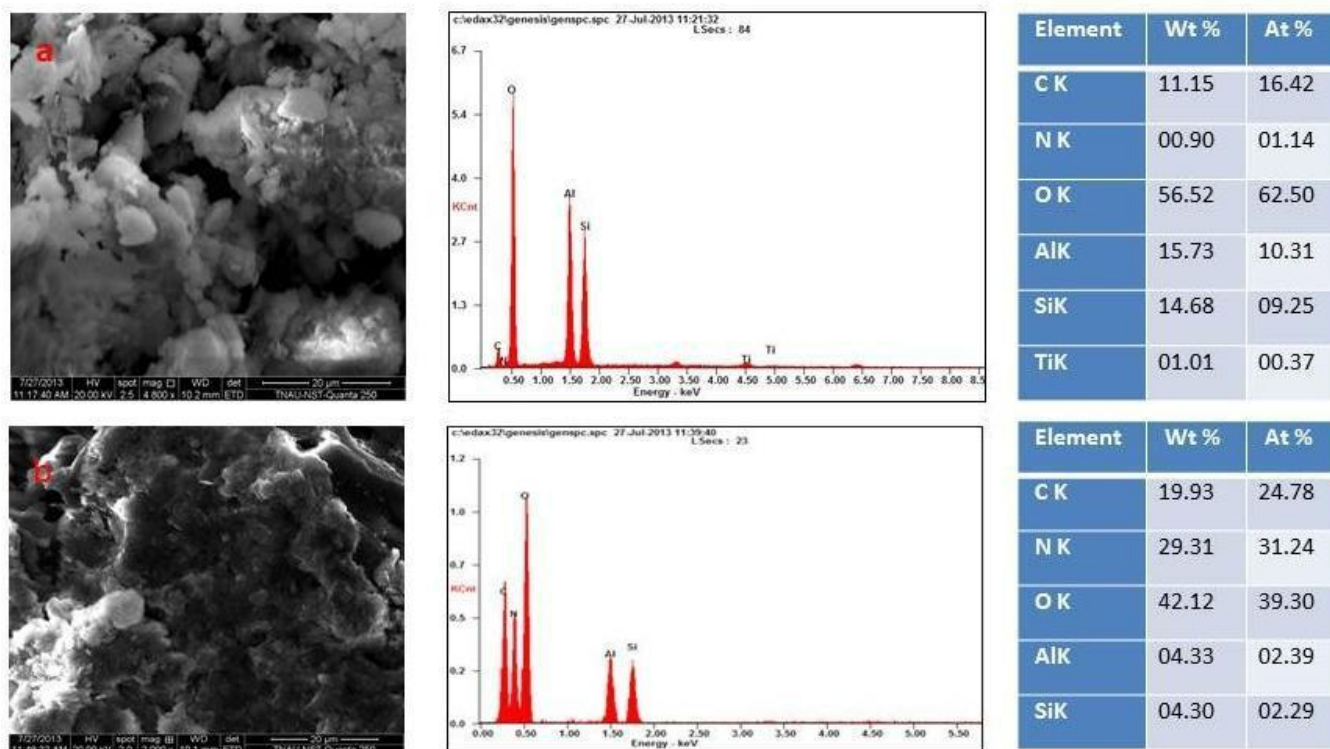 a
7/27/2013 HV spot mag WD det 20 µm
11:17:40 AM 20.00 kV 2.5 4 800 x 10.2 mm ETD TNAU-NST-Quanta 250
c:\edax32\genesis\genspc.spc 27-Jul-2013 11:21:32
LSecs : 84
6.7
5.4
4.0
KCnt
2.7
1.3
0.0
O
Al
Si
C
Ti
Ti
0.50 1.00 1.50 2.00 2.50 3.00 3.50 4.00 4.50 5.00 5.50 6.00 6.50 7.00 7.50 8.00 8.5
Energy - keV
Element Wt % At %
C K 11.15 16.42
N K 00.90 01.14
O K 56.52 62.50
AlK 15.73 10.31
SiK 14.68 09.25
TiK 01.01 00.37
b
7/27/2013 HV spot mag WD det 20 µm
c:\edax32\genesis\genspc.spc 27-Jul-2013 11:39:40
LSecs : 23
1.2
1.0
0.7
KCnt
0.5
0.2
0.0
O
C
N
Al
Si
0.00 0.50 1.00 1.50 2.00 2.50 3.00 3.50 4.00 4.50 5.00 5.50
Energy - keV
Element Wt % At %
C K 19.93 24.78
N K 29.31 31.24
O K 42.12 39.30
AlK 04.33 02.39
SiK 04.30 02.29